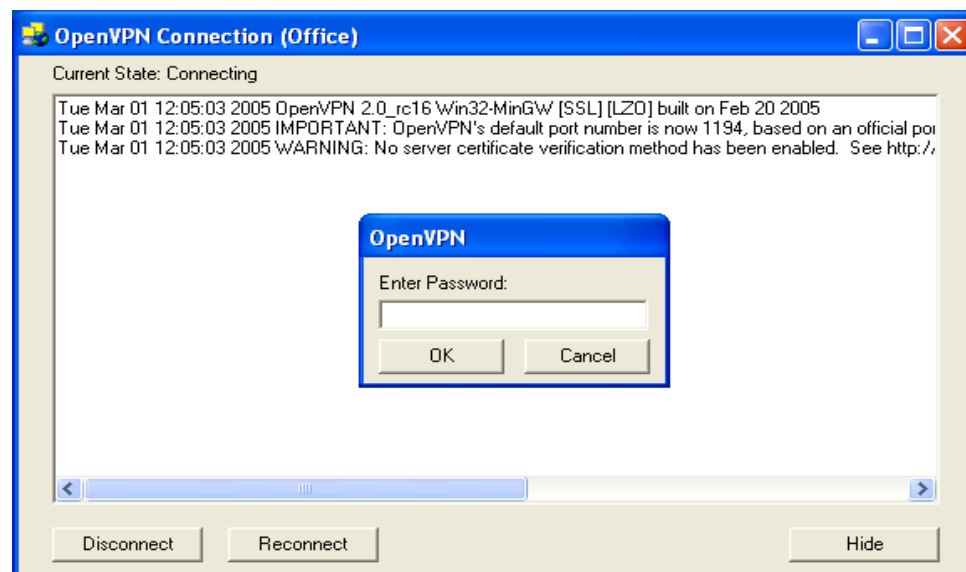 OpenVPN Connection (Office)
Current State: Connecting
Tue Mar 01 12:05:03 2005 OpenVPN 2.0_rc16 Win32-MinGW [SSL] [LZO] built on Feb 20 2005
Tue Mar 01 12:05:03 2005 IMPORTANT: OpenVPN's default port number is now 1194, based on an official
Tue Mar 01 12:05:03 2005 WARNING: No server certificate verification method has been enabled.  See http:/
OpenVPN
Enter Password:
OK Cancel
Disconnect Reconnect Hide